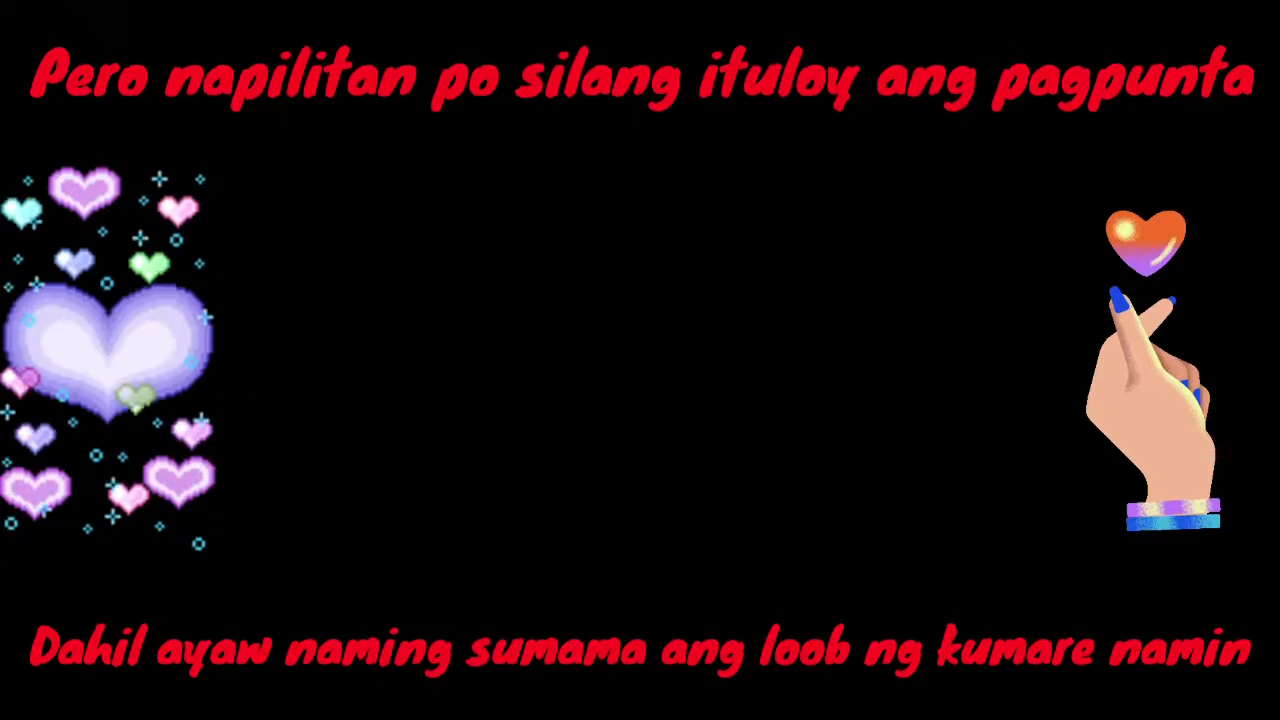 Pero napilitan po silang ituloy ang pagpunta
Dahil ayaw naming sumama ang loob ng kumare namin